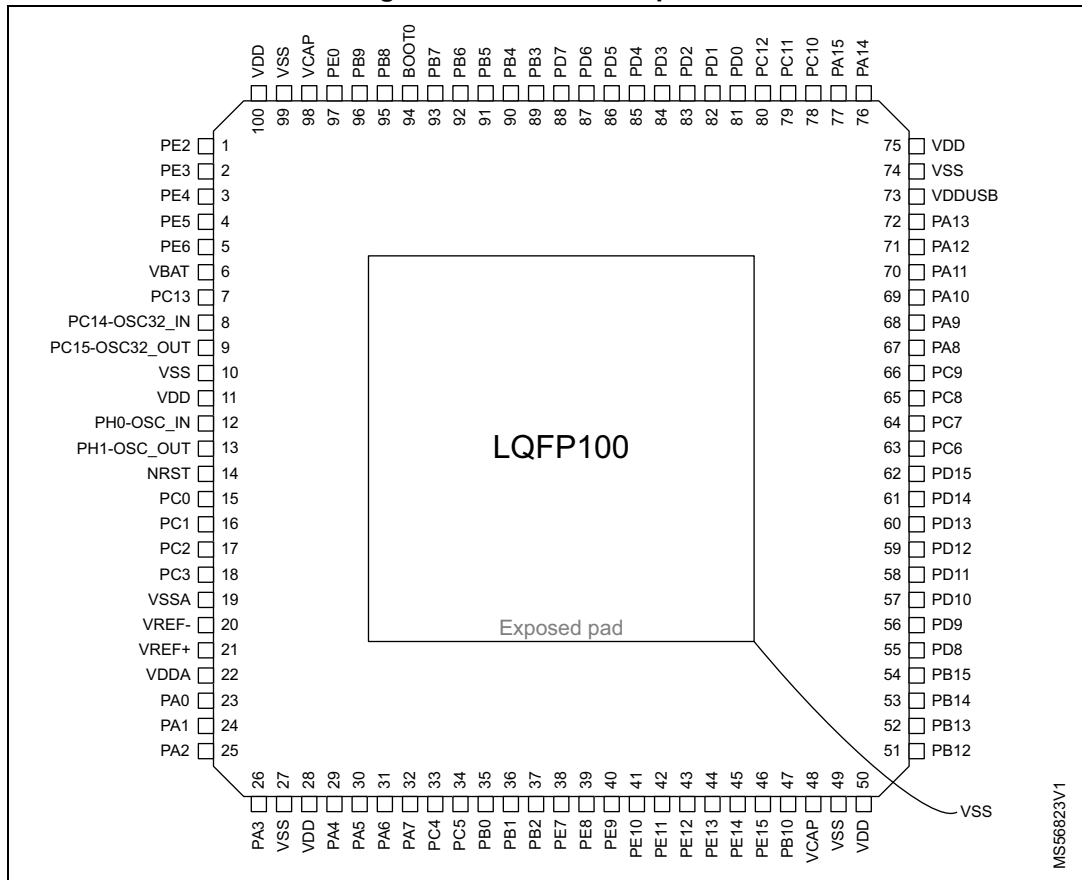 VDD VSS VCAP PE0 PB9 PB8 BOOT0 PB7 PB6 PB5 PB4 PB3 PD7 PD6 PD5 PD4 PD3 PD2 PD1 PD0 PC12 PC11 PC10 PA15 PA14
100 99 98 97 96 95 94 93 92 91 90 89 88 87 86 85 84 83 82 81 80 79 78 77 76
PE2 1 75 VDD
PE3 2 74 VSS
PE4 3 73 VDDUSB
PE5 4 72 PA13
PE6 5 71 PA12
VBAT 6 70 PA11
PC13 7 69 PA10
PC14-OSC32_IN 8 68 PA9
PC15-OSC32_OUT 9 67 PA8
VSS 10 66 PC9
VDD 11 65 PC8
PH0-OSC_IN 12 64 PC7
PH1-OSC_OUT 13 63 PC6
LQFP100
NRST 14 62 PD15
PC0 15 61 PD14
PC1 16 60 PD13
PC2 17 59 PD12
PC3 18 58 PD11
VSSA 19 57 PD10
VREF- 20 56 PD9
Exposed pad
VREF+ 21 55 PD8
VDDA 22 54 PB15
PA0 23 53 PB14
PA1 24 52 PB13
PA2 25 51 PB12
26 27 28 29 30 31 32 33 34 35 36 37 38 39 40 41 42 43 44 45 46 47 48 49 50
PA3 VSS VDD PA4 PA5 PA6 PA7 PC4 PC5 PB0 PB1 PB2 PE7 PE8 PE9 PE10 PE11 PE12 PE13 PE14 PE15 PB10 VCAP VSS VDD
VSS
MS56823V1